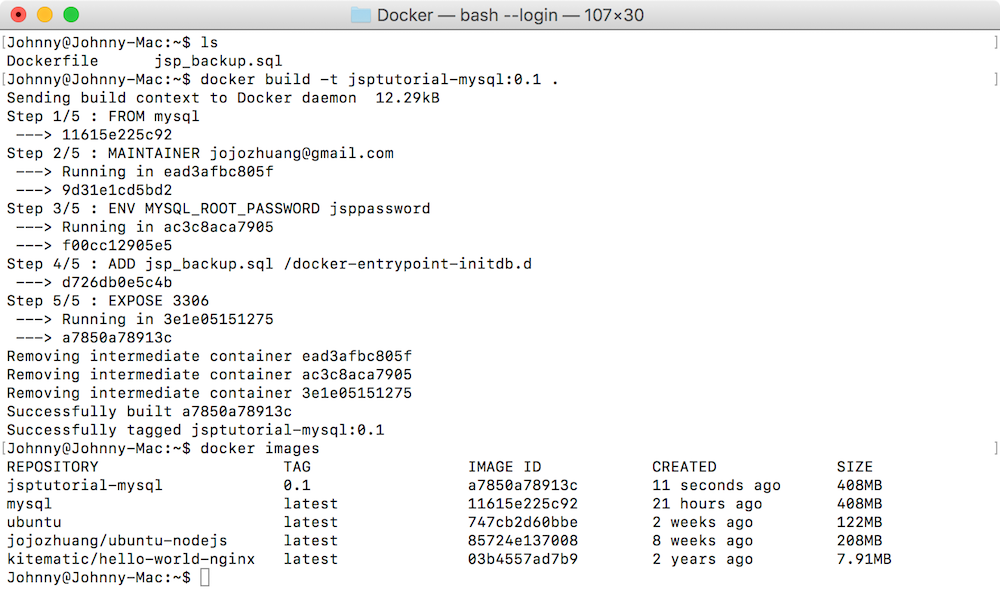 Docker — bash --login — 107×30
[Johnny@Johnny-Mac:~$ ls ]
Dockerfile      jsp_backup.sql
[Johnny@Johnny-Mac:~$ docker build -t jsptutorial-mysql:0.1 . ]
Sending build context to Docker daemon  12.29kB
Step 1/5 : FROM mysql
 ---> 11615e225c92
Step 2/5 : MAINTAINER jojozhuang@gmail.com
 ---> Running in ead3afbc805f
 ---> 9d31e1cd5bd2
Step 3/5 : ENV MYSQL_ROOT_PASSWORD jsppassword
 ---> Running in ac3c8aca7905
 ---> f00cc12905e5
Step 4/5 : ADD jsp_backup.sql /docker-entrypoint-initdb.d
 ---> d726db0e5c4b
Step 5/5 : EXPOSE 3306
 ---> Running in 3e1e05151275
 ---> a7850a78913c
Removing intermediate container ead3afbc805f
Removing intermediate container ac3c8aca7905
Removing intermediate container 3e1e05151275
Successfully built a7850a78913c
Successfully tagged jsptutorial-mysql:0.1
[Johnny@Johnny-Mac:~$ docker images ]
REPOSITORY                    TAG                 IMAGE ID            CREATED             SIZE
jsptutorial-mysql             0.1                 a7850a78913c        11 seconds ago      408MB
mysql                         latest              11615e225c92        21 hours ago        408MB
ubuntu                        latest              747cb2d60bbe        2 weeks ago         122MB
jojozhuang/ubuntu-nodejs      latest              85724e137008        8 weeks ago         208MB
kitematic/hello-world-nginx   latest              03b4557ad7b9        2 years ago         7.91MB
Johnny@Johnny-Mac:~$